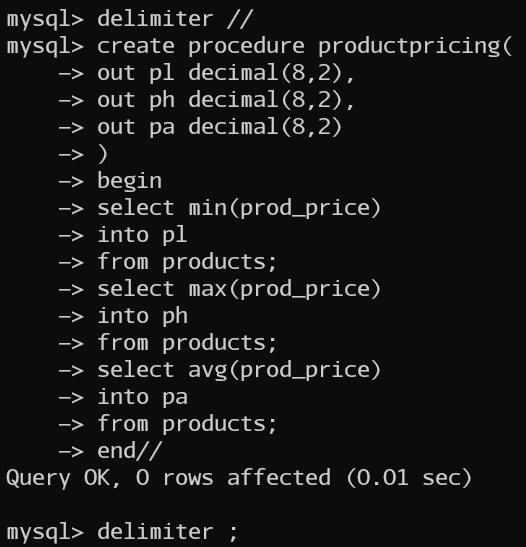 mysql> delimiter //
mysql> create procedure productpricing(
    -> out pl decimal(8,2),
    -> out ph decimal(8,2),
    -> out pa decimal(8,2)
    -> )
    -> begin
    -> select min(prod_price)
    -> into pl
    -> from products;
    -> select max(prod_price)
    -> into ph
    -> from products;
    -> select avg(prod_price)
    -> into pa
    -> from products;
    -> end//
Query OK, 0 rows affected (0.01 sec)
mysql> delimiter ;